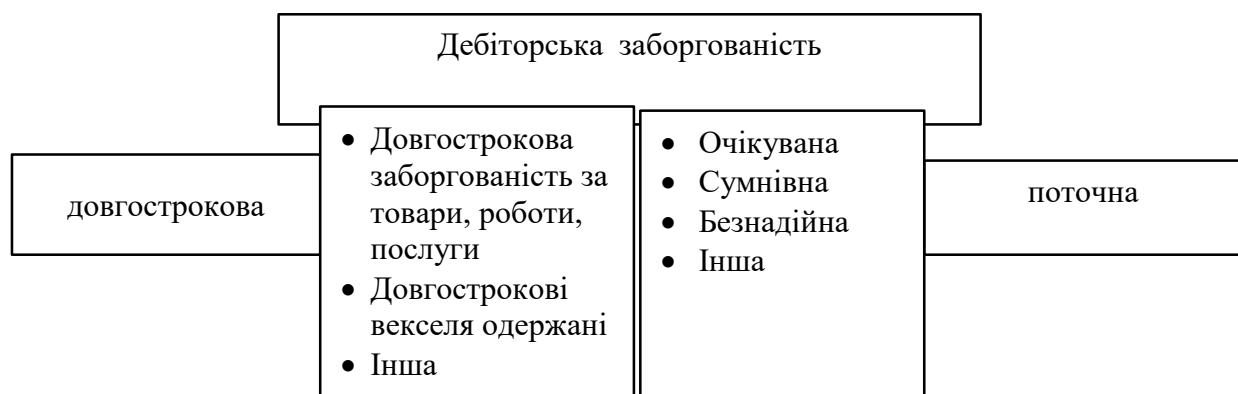 Дебіторська заборгованість
довгострокова
• Довгострокова
заборгованість за
товари, роботи,
послуги
• Довгострокові
векселя одержані
• Інша
• Очікувана
• Сумнівна
• Безнадійна
• Інша
поточна